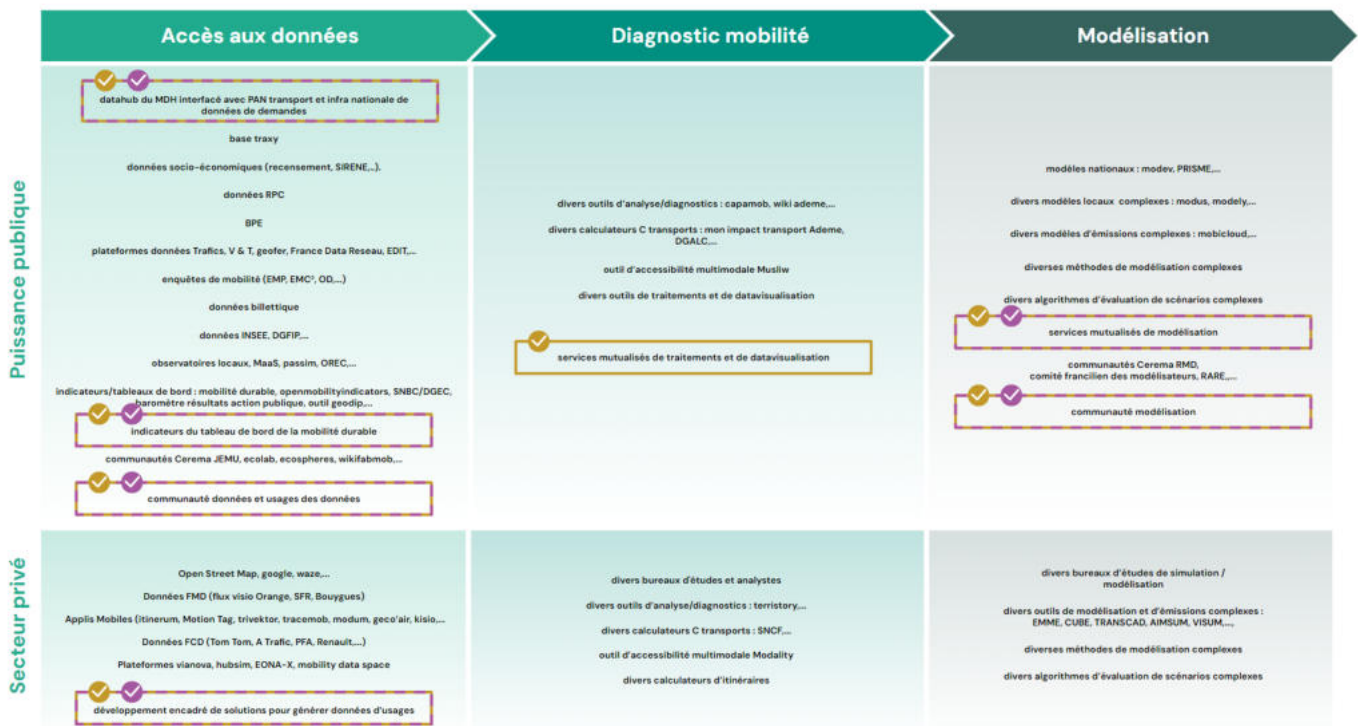 Accès aux données
Diagnostic mobilité
Modélisation
Puissance publique
datahub du MDH interfacé avec PAN transport et infra nationale de
données de demandes
base traxy
données socio-économiques (recensement, SIRENE,..).
données RPC
BPE
plateformes données Trafics, V & T, geofer, France Data Reseau, EDIT,...
enquêtes de mobilité (EMP, EMC², OD,...)
données billettique
données INSEE, DGFIP,...
observatoires locaux, MaaS, passim, OREC,...
indicateurs/tableaux de bord : mobilité durable, openmobilityindicators, SNBC/DGEC,
baromètre résultats action publique, outil geodip,...
indicateurs du tableau de bord de la mobilité durable
communautés Cerema JEMU, ecolab, ecospheres, wikifabmob,...
communauté données et usages des données
divers outils d'analyse/diagnostics : capamob, wiki ademe,...
divers calculateurs C transports : mon impact transport Ademe,
DGALC,...
outil d'accessibilité multimodale Musliw
divers outils de traitements et de datavisualisation
services mutualisés de traitements et de datavisualisation
modèles nationaux : modev, PRISME,...
divers modèles locaux complexes : modus, modely,...
divers modèles d'émissions complexes : mobicloud,...
diverses méthodes de modélisation complexes
divers algorithmes d'évaluation de scénarios complexes
services mutualisés de modélisation
communautés Cerema RMD,
comité francilien des modélisateurs, RARE,....
communauté modélisation
Secteur privé
Open Street Map, google, waze,...
Données FMD (flux visio Orange, SFR, Bouygues)
Applis Mobiles (itinerum, Motion Tag, trivektor, tracemob, modum, geco'air, kisio,...
Données FCD (Tom Tom, A Trafic, PFA, Renault,...)
Plateformes vianova, hubsim, EONA-X, mobility data space
développement encadré de solutions pour générer données d'usages
divers bureaux d'études et analystes
divers outils d'analyse/diagnostics : terristory,...
divers calculateurs C transports : SNCF,...
outil d'accessibilité multimodale Modality
divers calculateurs d'itinéraires
divers bureaux d'études de simulation /
modélisation
divers outils de modélisation et d'émissions complexes :
EMME, CUBE, TRANSCAD, AIMSUM, VISUM,...,
diverses méthodes de modélisation complexes
divers algorithmes d'évaluation de scénarios complexes